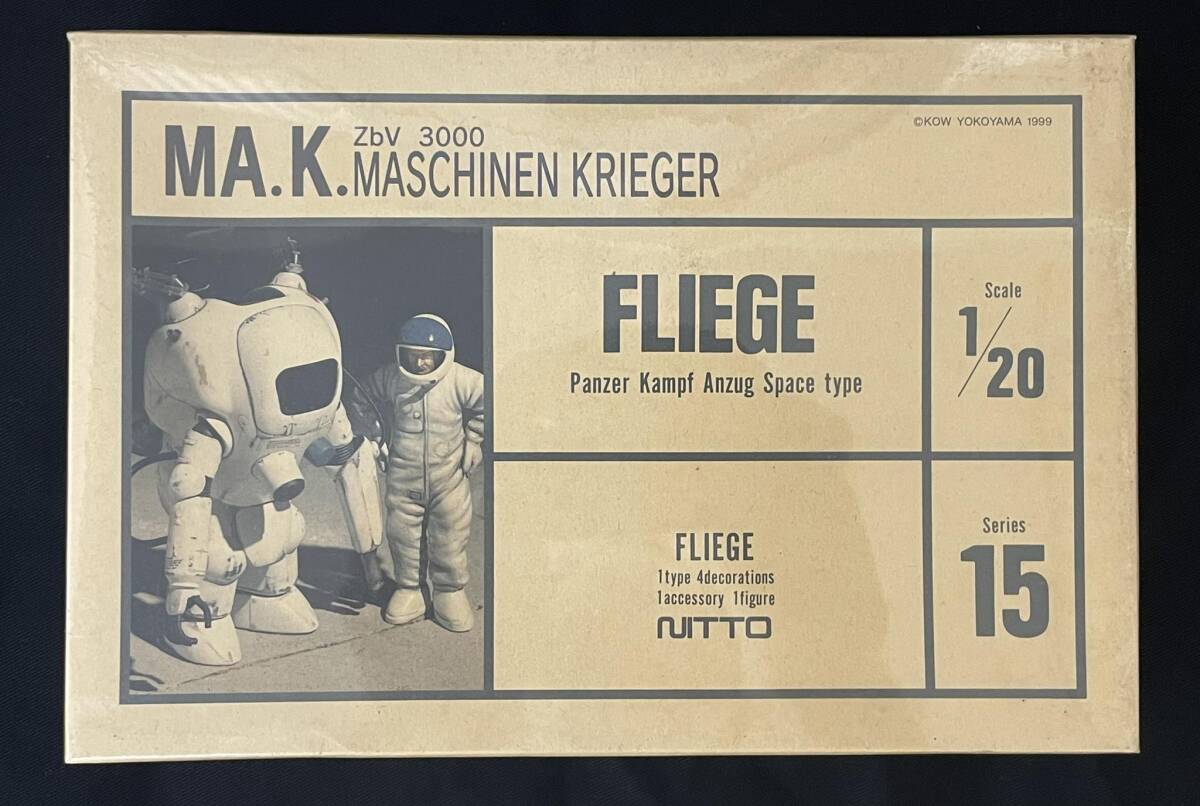 ©KOW YOKOYAMA 1999
MA.K. ZbV 3000
MASCHINEN KRIEGER
FLIEGE
Panzer Kampf Anzug Space type
Scale
1/20
FLIEGE
1type 4decorations
1accessory 1figure
NITTO
Series
15